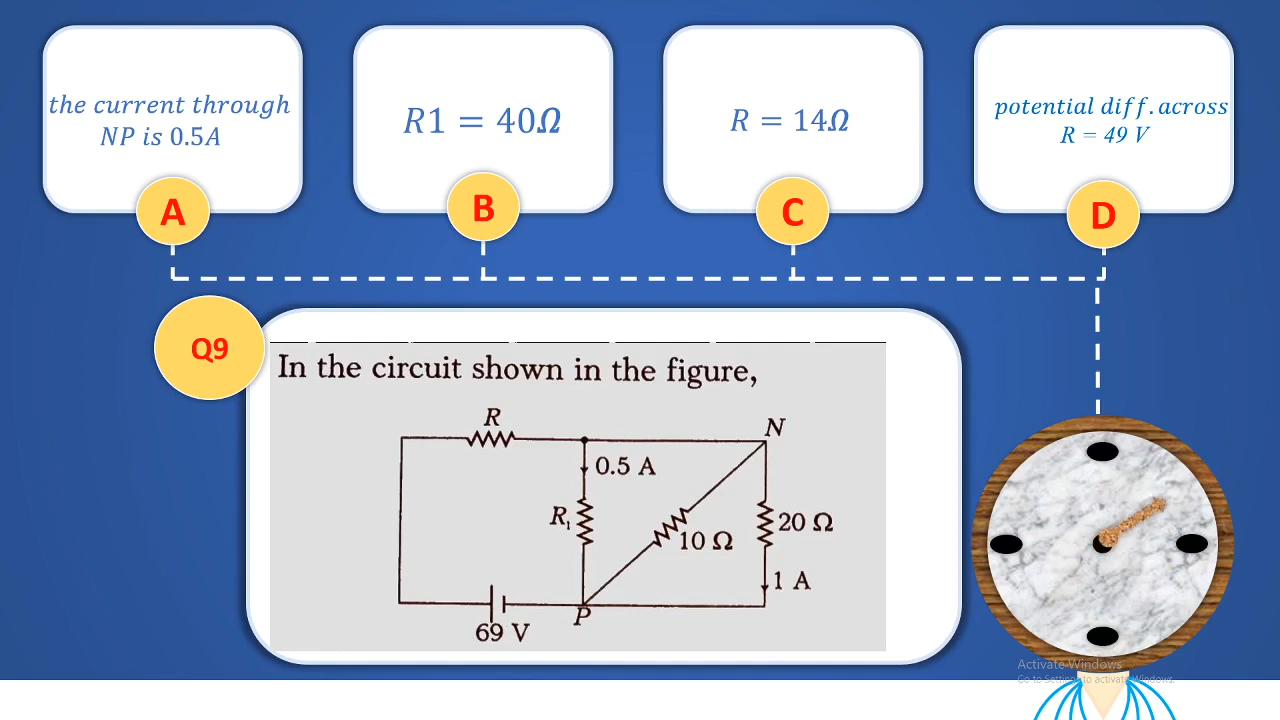 the current through
NP is 0.5A
R1 = 40Ω
R = 14Ω
potential diff.across
R = 49 V
A
B
C
D
Q9
In the circuit shown in the figure,
R
N
0.5 A
R₁
10 Ω
20 Ω
1 A
P
69 V
Activate Windows
Go to Settings to activate Windows.